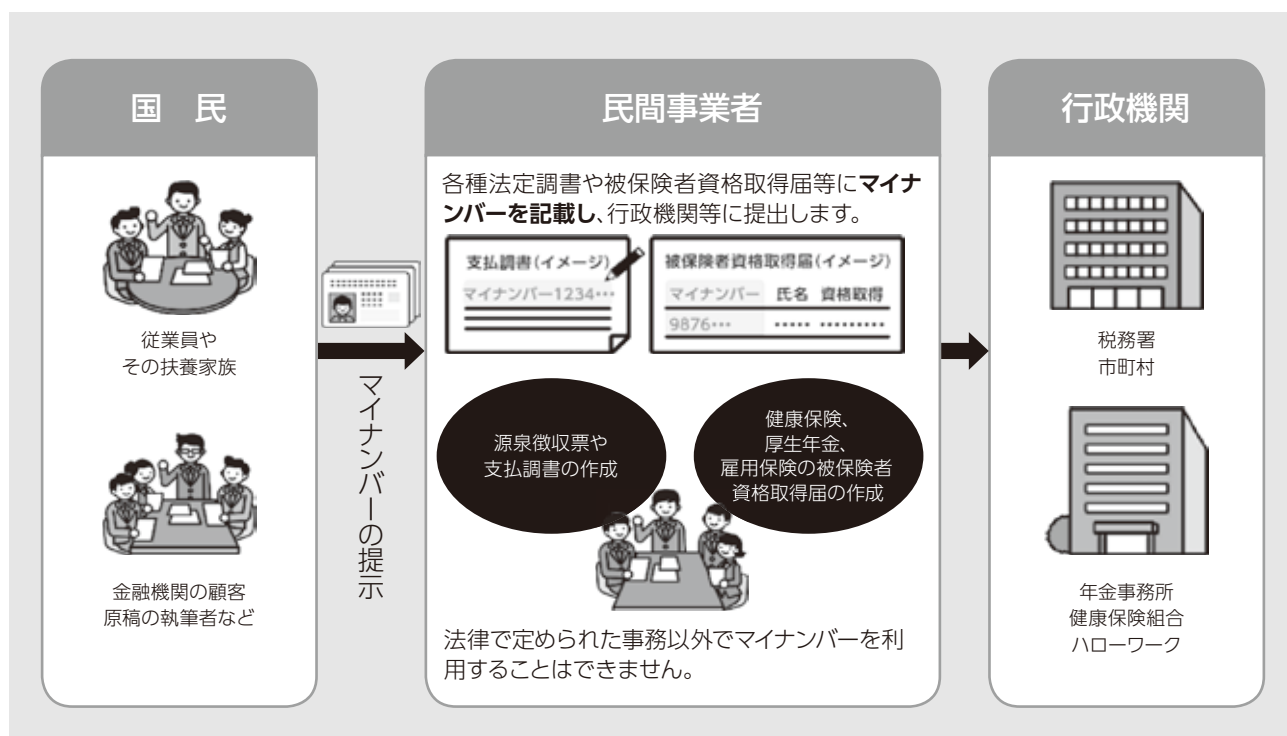 国　民
従業員や
その扶養家族
金融機関の顧客
原稿の執筆者など
マイナンバーの提示
民間事業者
各種法定調書や被保険者資格取得届等にマイナ
ンバーを記載し、行政機関等に提出します。
支払調書(イメージ)
マイナンバー1234…
被保険者資格取得届(イメージ)
マイナンバー 氏名 資格取得
9876… ….. ………
源泉徴収票や
支払調書の作成
健康保険、
厚生年金、
雇用保険の被保険者
資格取得届の作成
法律で定められた事務以外でマイナンバーを利
用することはできません。
行政機関
税務署
市町村
年金事務所
健康保険組合
ハローワーク